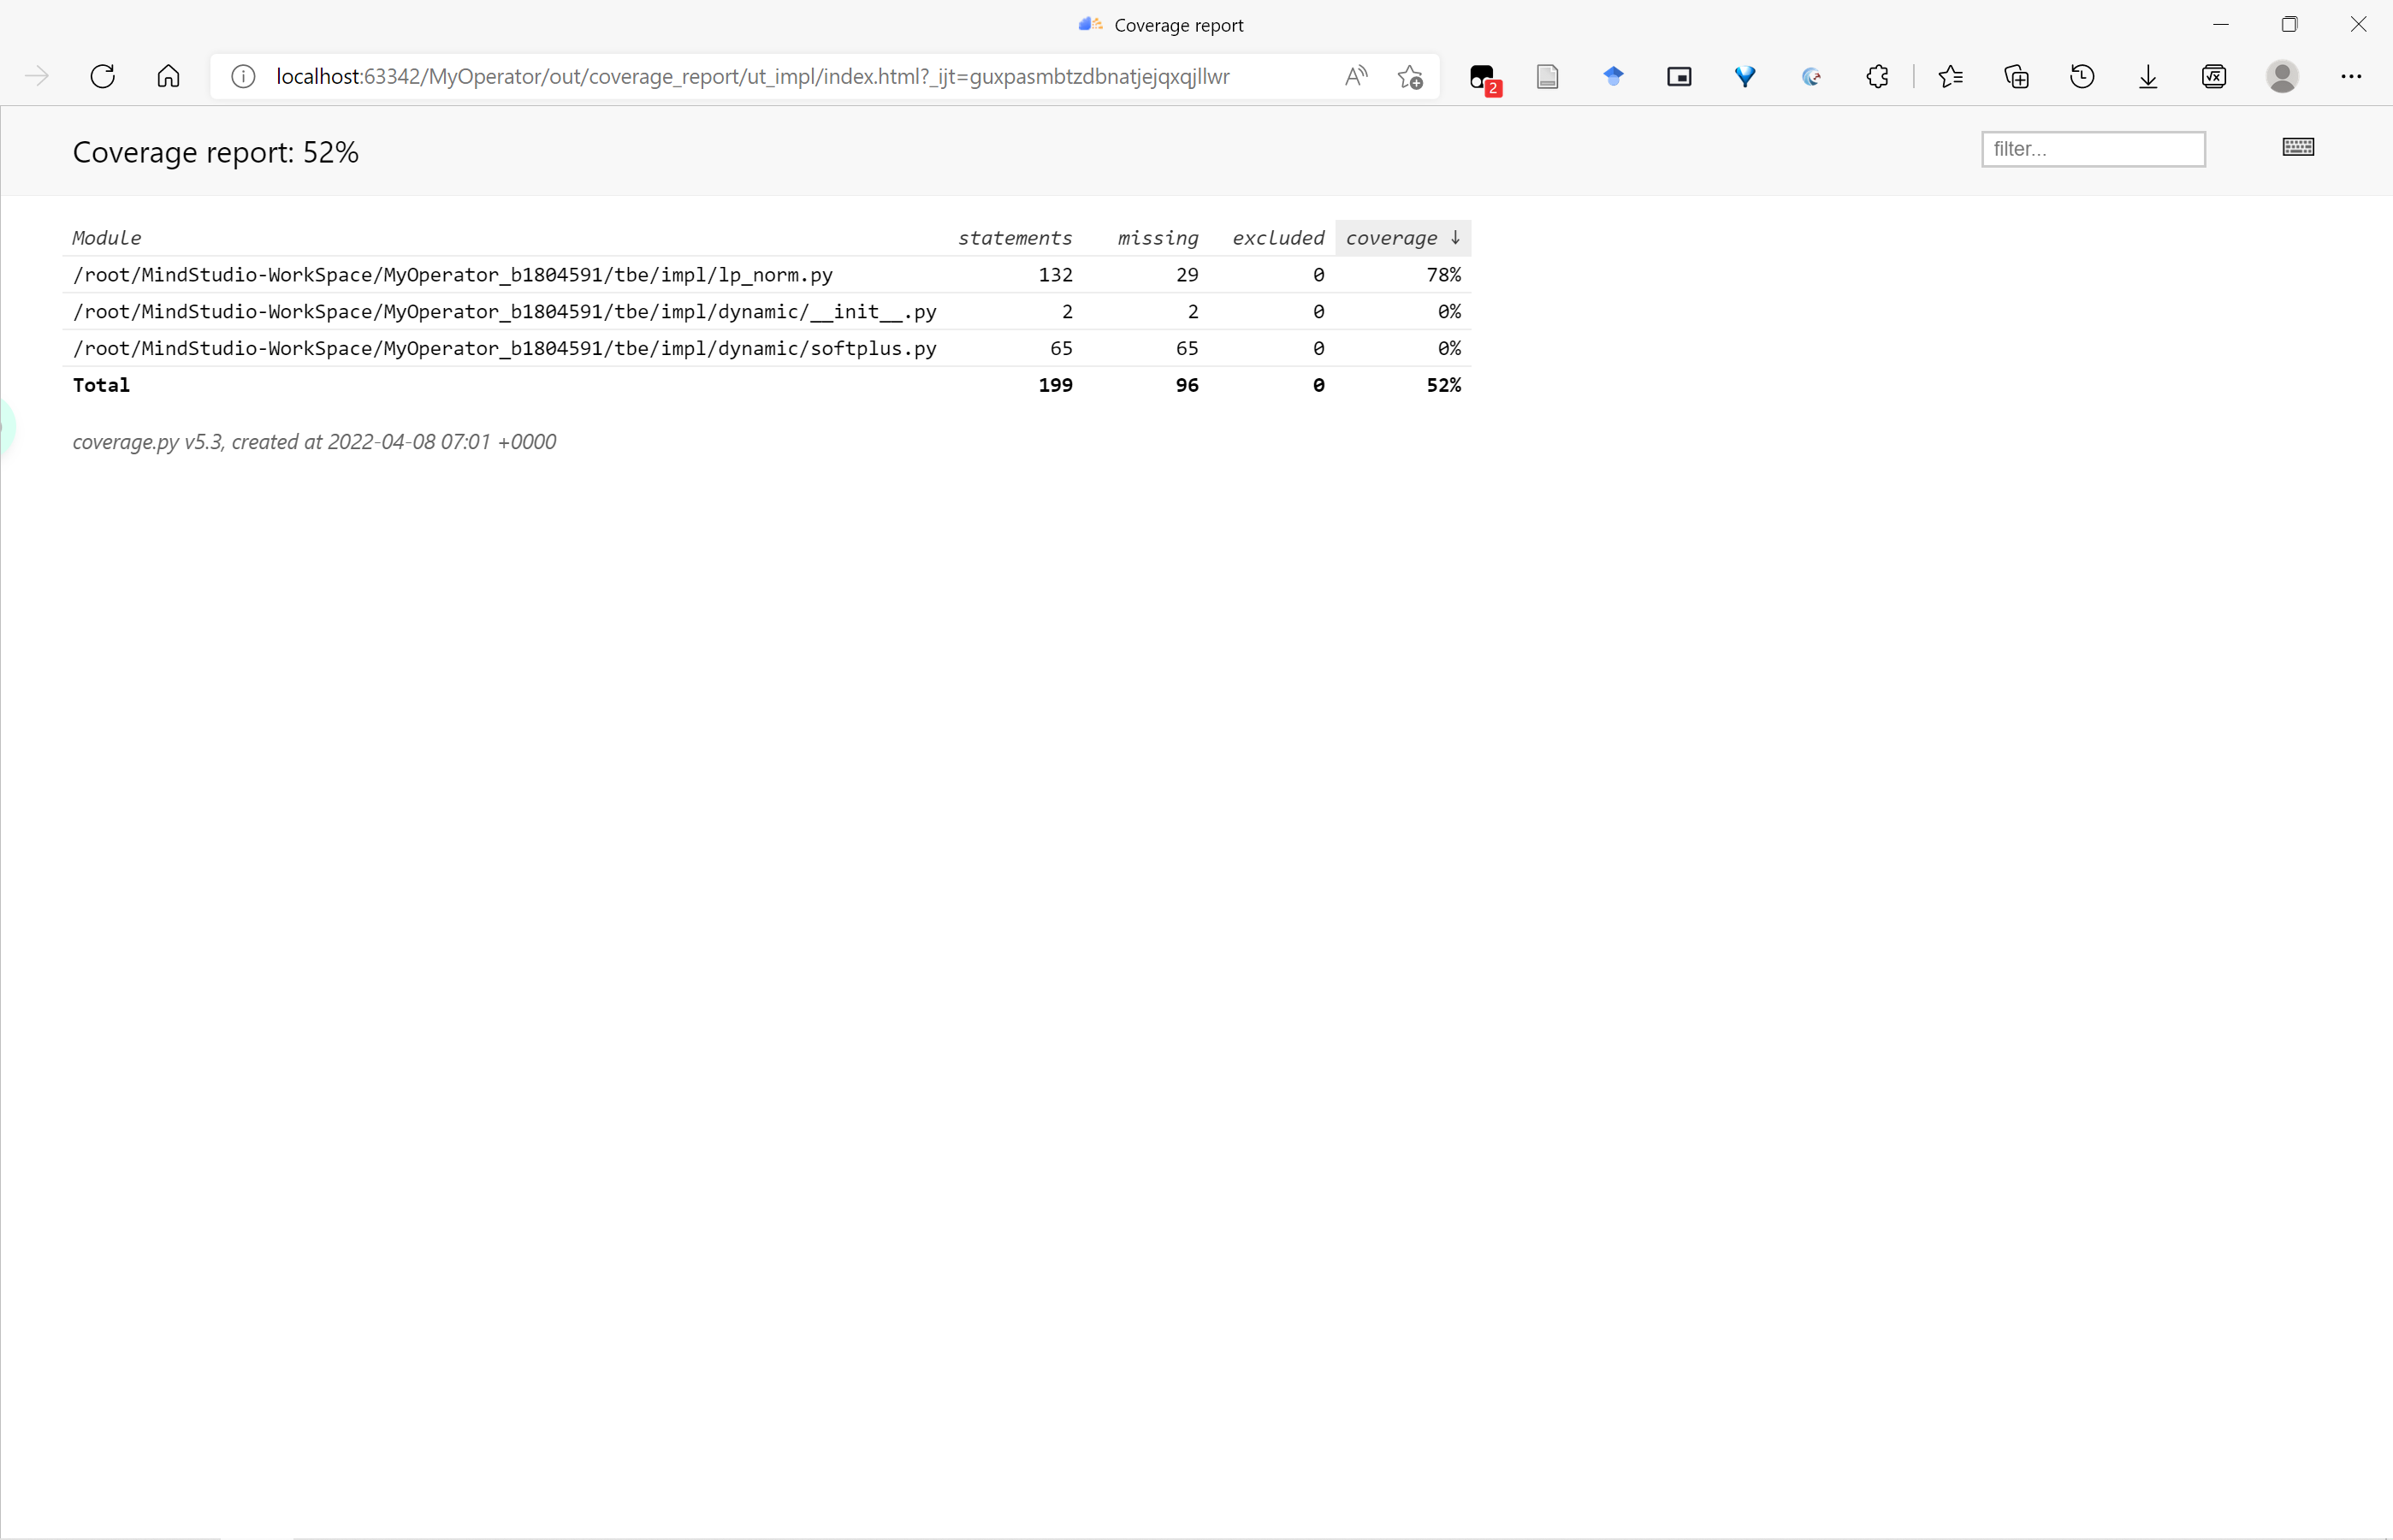 Coverage report
localhost:63342/MyOperator/out/coverage_report/ut_impl/index.html?_ijt=guxpasmbtzdbnatjejqxqjllwr
2
Coverage report: 52%
filter...
Module statements missing excluded coverage ↓
/root/MindStudio-WorkSpace/MyOperator_b1804591/tbe/impl/lp_norm.py 132 29 0 78%
/root/MindStudio-WorkSpace/MyOperator_b1804591/tbe/impl/dynamic/__init__.py 2 2 0 0%
/root/MindStudio-WorkSpace/MyOperator_b1804591/tbe/impl/dynamic/softplus.py 65 65 0 0%
Total 199 96 0 52%
coverage.py v5.3, created at 2022-04-08 07:01 +0000